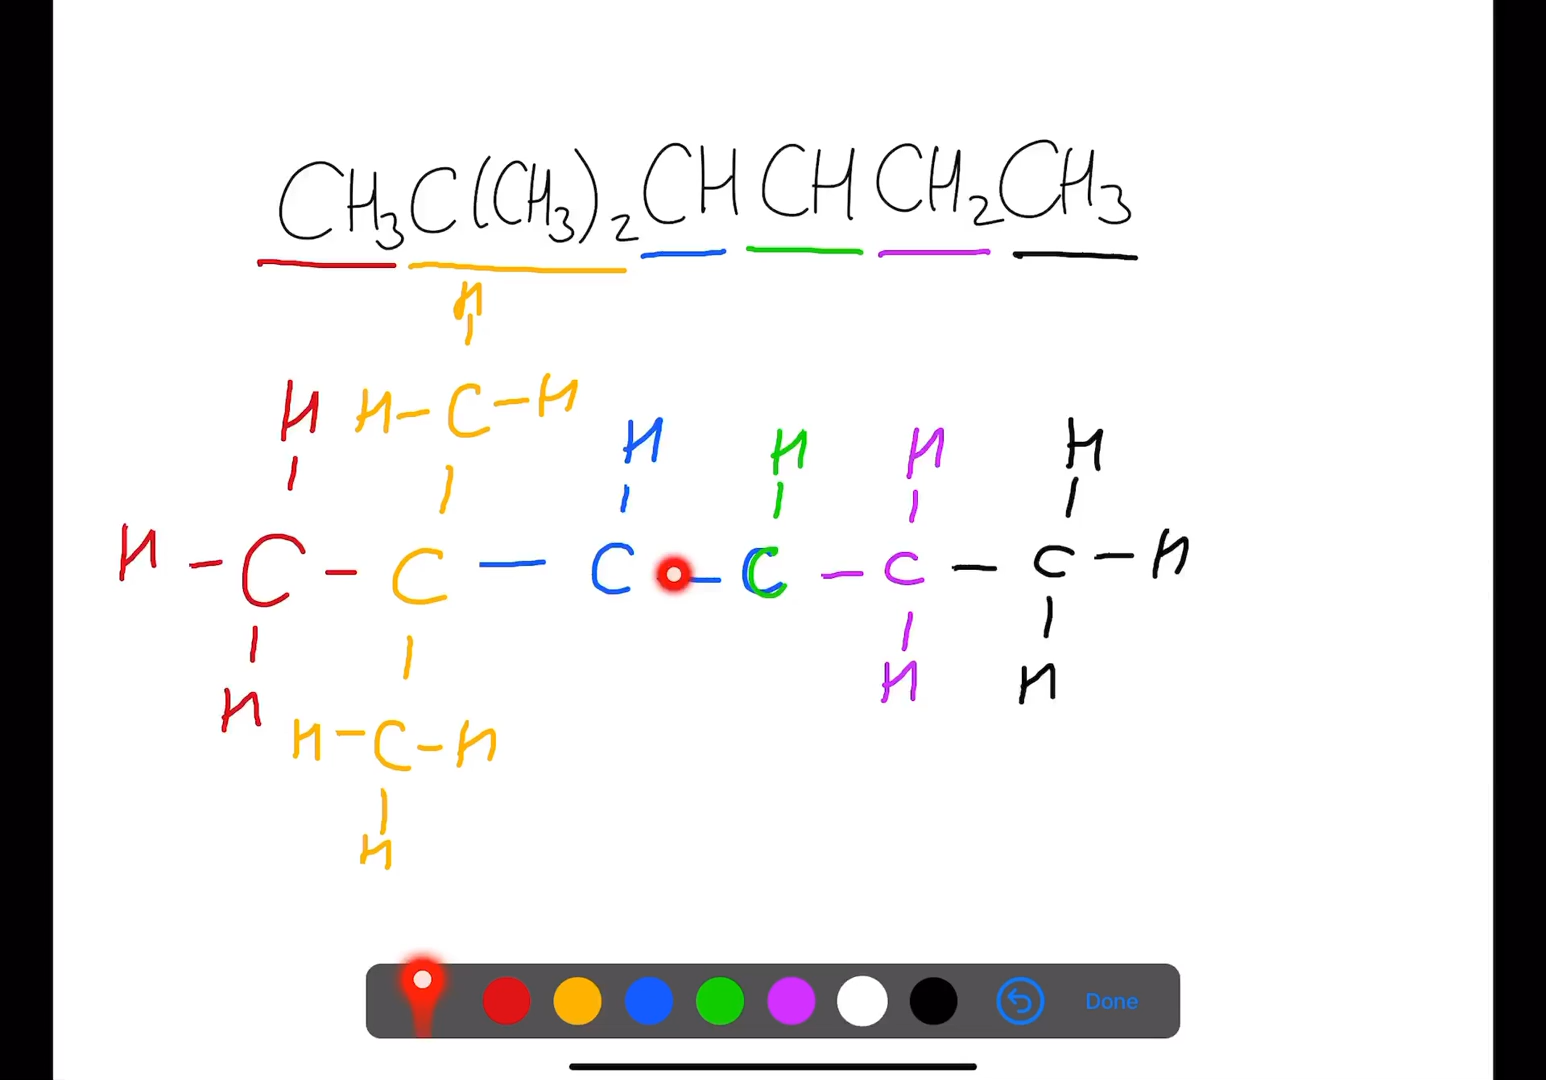 CH₃C(CH₃)₂CHCHCH₂CH₃
H
H H-C-H H H H H
H-C-C-C-C-C-C-H
H H H
H-C-H
H
Done